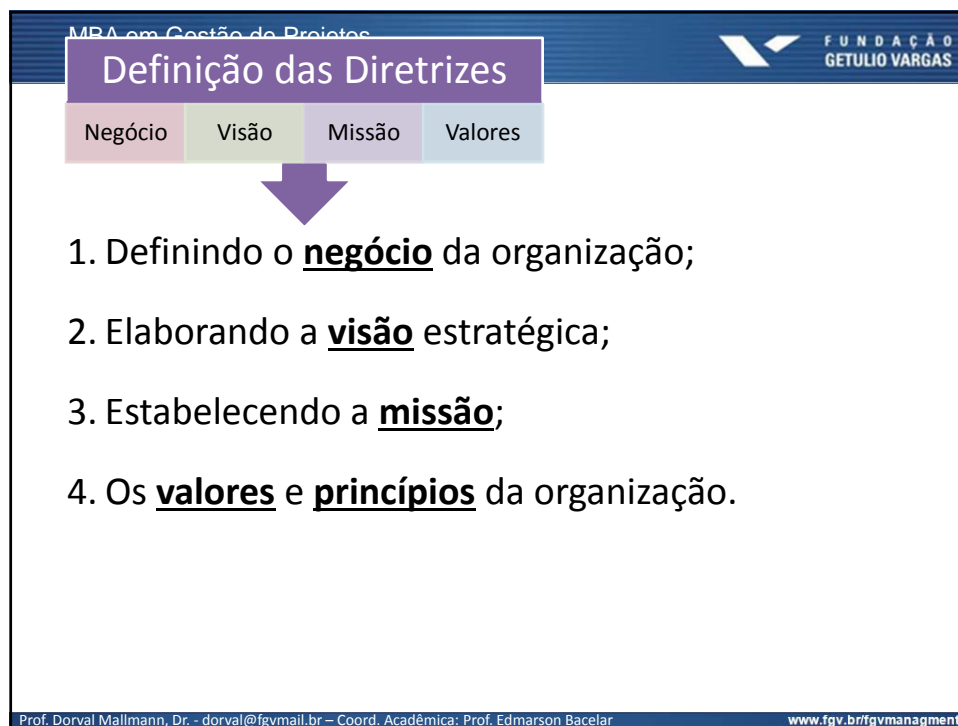 MBA em Gestão de Projetos
FUNDAÇÃO
GETULIO VARGAS
Definição das Diretrizes
Negócio Visão Missão Valores
1. Definindo o negócio da organização;
2. Elaborando a visão estratégica;
3. Estabelecendo a missão;
4. Os valores e princípios da organização.
Prof. Dorval Mallmann, Dr. - dorval@fgvmail.br – Coord. Acadêmica: Prof. Edmarson Bacelar
www.fgv.br/fgvmanagment